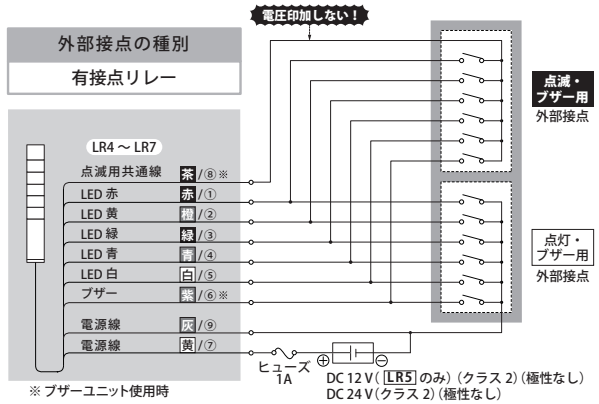 電圧印加しない！
外部接点の種別
有接点リレー
点滅・
ブザー用
外部接点
LR4 ～ LR7
点滅用共通線 茶/⑧※
LED 赤 赤/①
LED 黄 橙/②
LED 緑 緑/③
LED 青 青/④
LED 白 白/⑤
ブザー 紫/⑥※
電源線 灰/⑨
電源線 黄/⑦
点灯・
ブザー用
外部接点
ヒューズ
1A
⊕ ⊖
DC 12 V（ LR5 のみ）（クラス 2）（極性なし）
DC 24 V（クラス 2）（極性なし）
※ ブザーユニット使用時